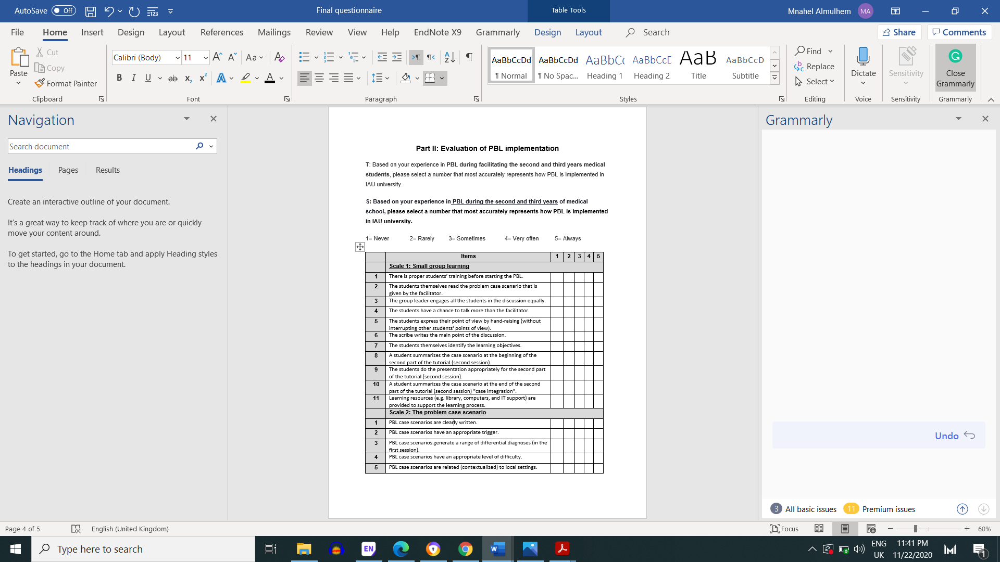 AutoSave Off
Final questionnaire
Table Tools
Mnahel Almulhem MA
File Home Insert Design Layout References Mailings Review View Help EndNote X9 Grammarly Design Layout Search
Share Comments
Paste
Cut
Copy
Format Painter
Clipboard
Calibri (Body) 11
Font
Paragraph
AaBbCcDd AaBbCcDd AaBbC( AaBbCcE AaB AaBbCcD
¶ Normal ¶ No Spac... Heading 1 Heading 2 Title Subtitle
Styles
Find
Replace
Select
Editing
Dictate
Voice
Sensitivity
Sensitivity
Close
Grammarly
Grammarly
Navigation
Search document
Headings Pages Results
Create an interactive outline of your document.
It's a great way to keep track of where you are or quickly
move your content around.
To get started, go to the Home tab and apply Heading styles
to the headings in your document.
Part II: Evaluation of PBL implementation
T: Based on your experience in PBL during facilitating the second and third years medical
students, please select a number that most accurately represents how PBL is implemented in
IAU university.
S: Based on your experience in PBL during the second and third years of medical
school, please select a number that most accurately represents how PBL is implemented
in IAU university.
1= Never 2= Rarely 3= Sometimes 4= Very often 5= Always
Items 1 2 3 4 5
Scale 1: Small group learning
1 There is proper students' training before starting the PBL.
2 The students themselves read the problem case scenario that is
given by the facilitator.
3 The group leader engages all the students in the discussion equally.
4 The students have a chance to talk more than the facilitator.
5 The students express their point of view by hand-raising (without
interrupting other students' points of view).
6 The scribe writes the main point of the discussion.
7 The students themselves identify the learning objectives.
8 A student summarizes the case scenario at the beginning of the
second part of the tutorial (second session).
9 The students do the presentation appropriately for the second part
of the tutorial (second session).
10 A student summarizes the case scenario at the end of the second
part of the tutorial (second session) "case integration".
11 Learning resources (e.g. library, computers, and IT support) are
provided to support the learning process.
Scale 2: The problem case scenario
1 PBL case scenarios are clearly written.
2 PBL case scenarios have an appropriate trigger.
3 PBL case scenarios generate a range of differential diagnoses (in the
first session).
4 PBL case scenarios have an appropriate level of difficulty.
5 PBL case scenarios are related (contextualized) to local settings.
Grammarly
Undo
3 All basic issues 11 Premium issues
Page 4 of 5 English (United Kingdom)
Focus 60%
Type here to search
EN
ENG
UK
11:41 PM
11/22/2020
1